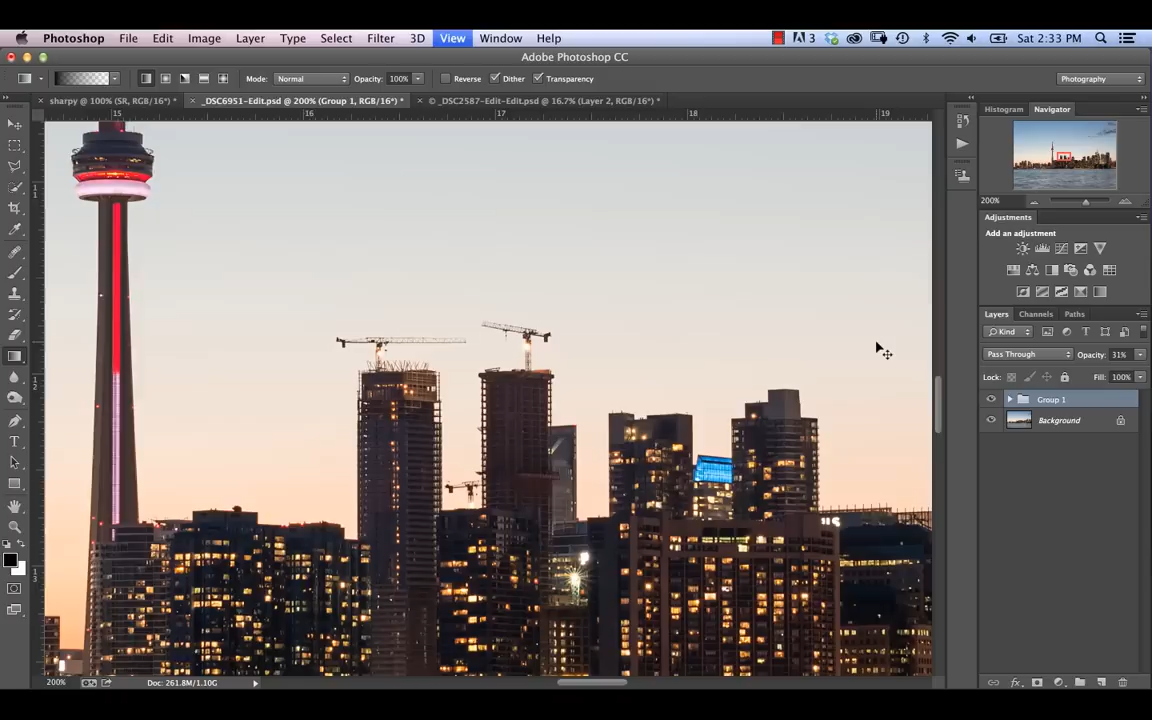 Photoshop File Edit Image Layer Type Select Filter 3D View Window Help 3 Sat 2:33 PM
Adobe Photoshop CC
Mode: Normal Opacity: 100% Reverse Dither Transparency Photography
sharpy @ 100% (SR, RGB/16*) * _DSC6951-Edit.psd @ 200% (Group 1, RGB/16*) * © _DSC2587-Edit-Edit.psd @ 16.7% (Layer 2, RGB/16*) *
15 16 17 18 19
Histogram Navigator
200%
Adjustments
Add an adjustment
Layers Channels Paths
Kind
Pass Through Opacity: 31%
Lock: Fill: 100%
Group 1
Background
11
12
13
200% Doc: 261.8M/1.10G